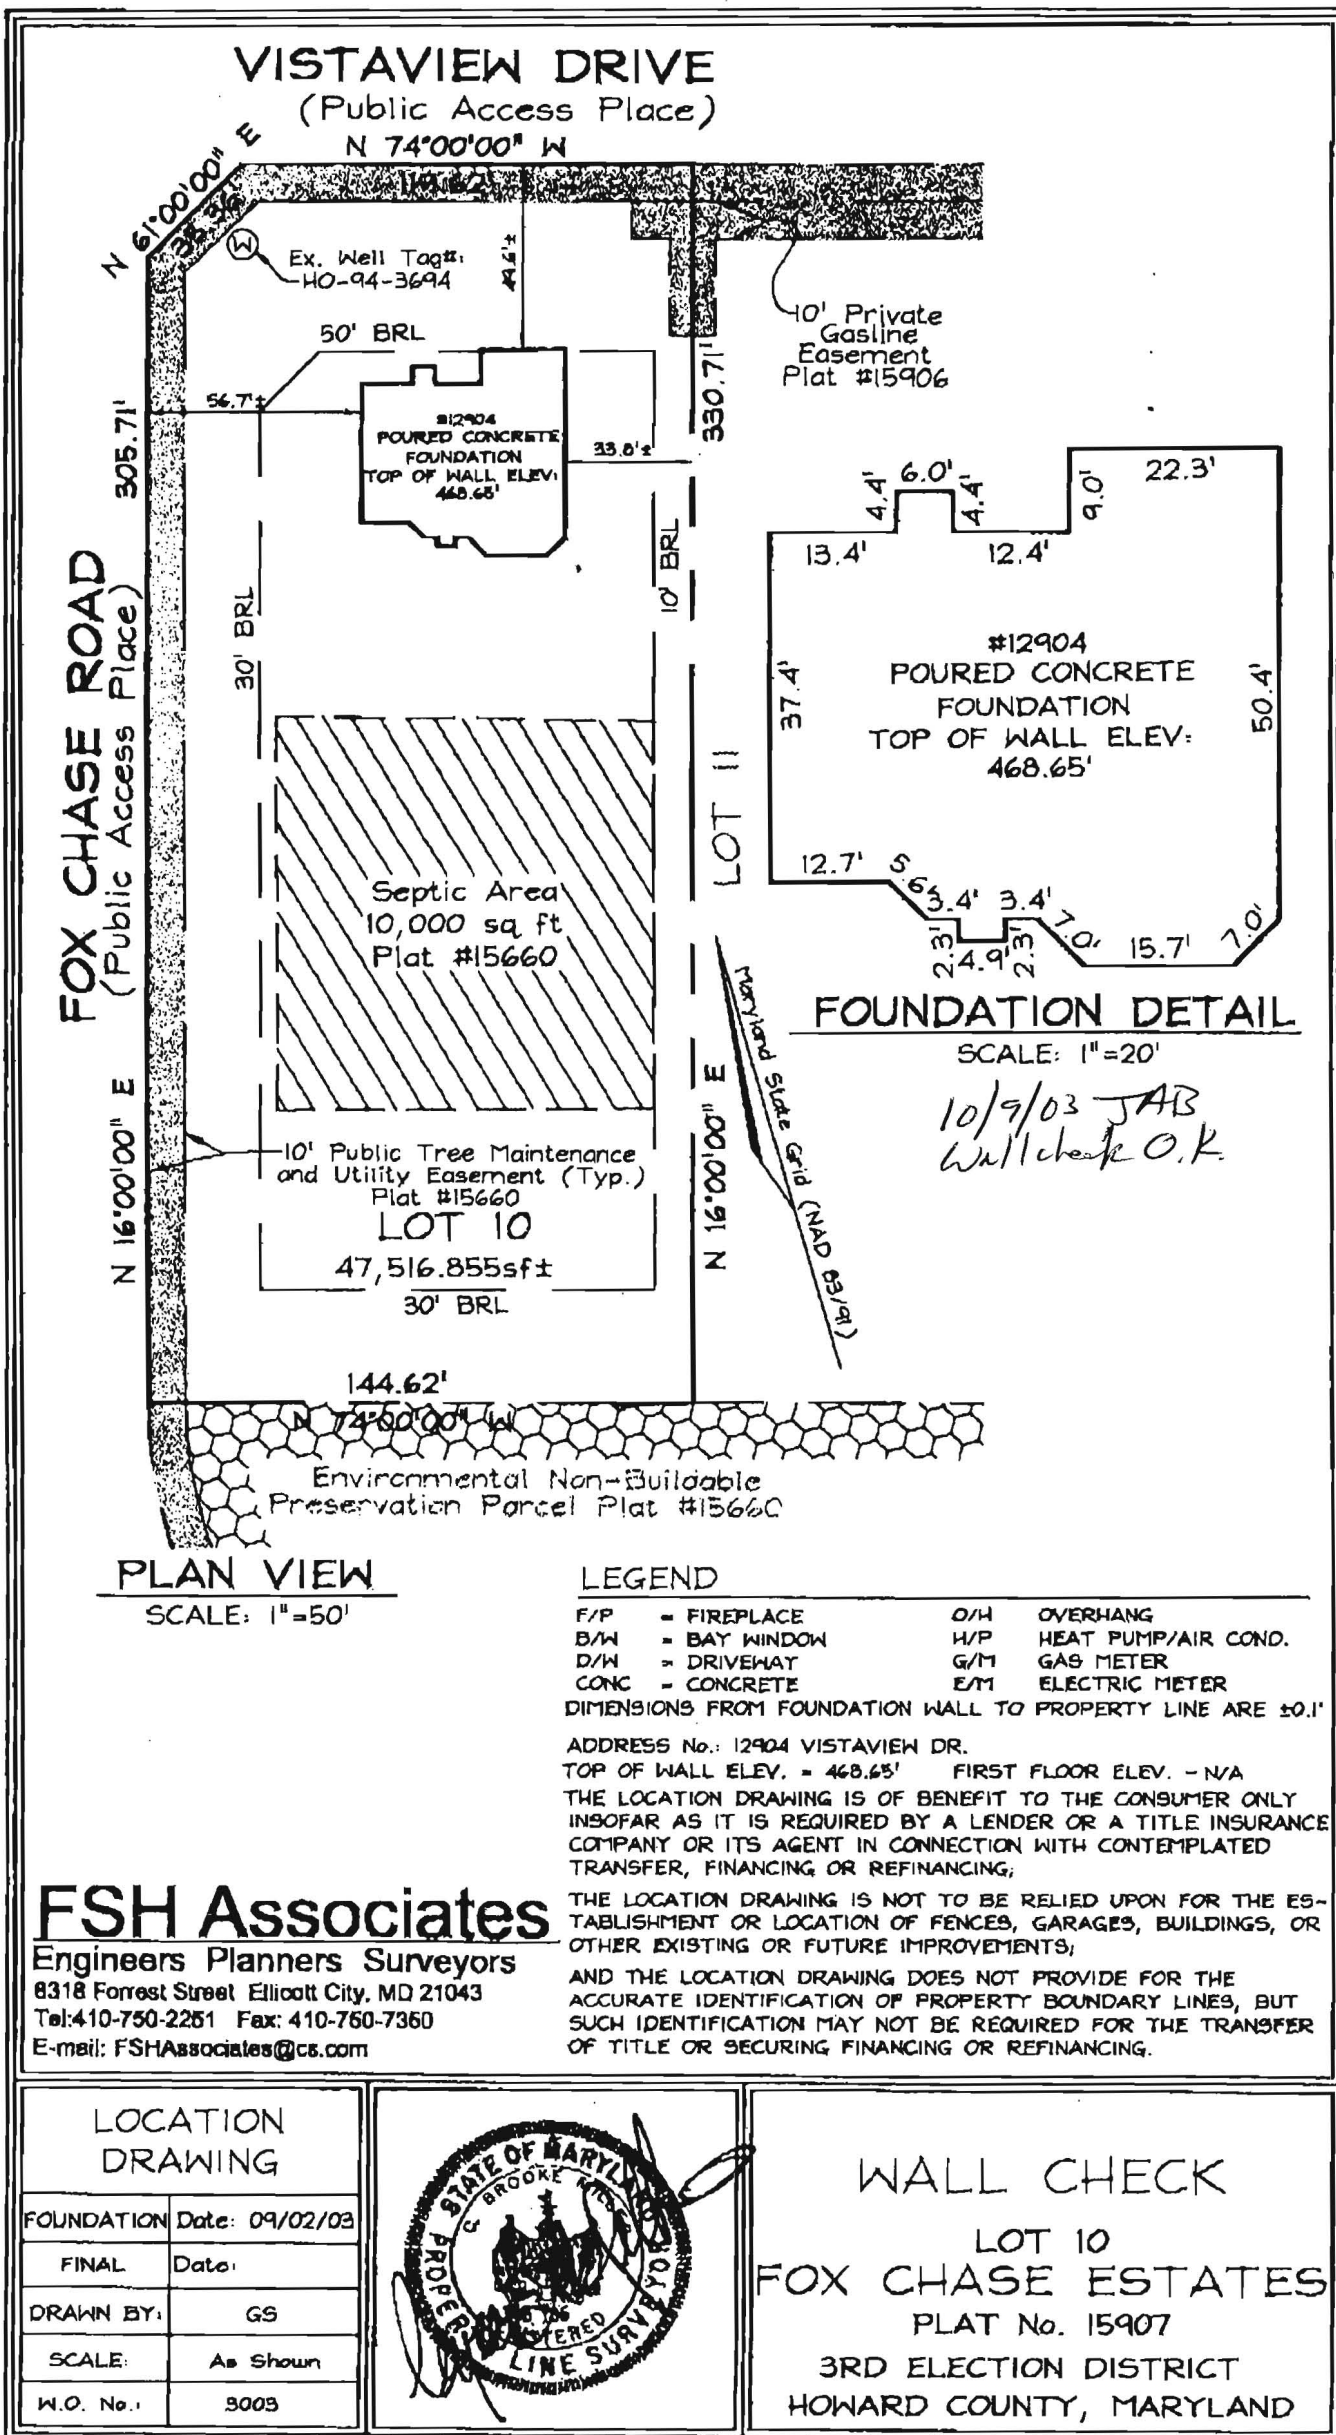 VISTAVIEW DRIVE
(Public Access Place)
N 74°00'00" W
119.62'
N 61°00'00" E
38.36'
W
Ex. Well Tag#:
HO-94-3694
49.6'±
10' Private
Gasline
Easement
Plat #15906
50' BRL
56.7'±
#12904
POURED CONCRETE
FOUNDATION
TOP OF WALL ELEV:
468.65'
33.8'±
330.71'
305.71'
30' BRL
10' BRL
FOX CHASE ROAD
(Public Access Place)
N 16°00'00" E
LOT 11
N 16°00'00" E
Septic Area
10,000 sq ft
Plat #15660
10' Public Tree Maintenance
and Utility Easement (Typ.)
Plat #15660
LOT 10
47,516.855sf±
30' BRL
144.62'
N 74°00'00" W
Environmental Non-Buildable
Preservation Parcel Plat #15660
Maryland State Grid (NAD 83/91)
22.3'
6.0'
4.4'
4.4'
9.0'
13.4'
12.4'
#12904
POURED CONCRETE
FOUNDATION
TOP OF WALL ELEV:
468.65'
37.4'
50.4'
12.7'
5.6'
3.4'
3.4'
2.3'
4.9'
2.3'
7.0'
15.7'
7.0'
FOUNDATION DETAIL
SCALE: 1"=20'
10/9/03 JAB
Wall check O.K.
PLAN VIEW
SCALE: 1"=50'
LEGEND
F/P = FIREPLACE O/H OVERHANG
B/W = BAY WINDOW H/P HEAT PUMP/AIR COND.
D/W = DRIVEWAY G/M GAS METER
CONC = CONCRETE E/M ELECTRIC METER
DIMENSIONS FROM FOUNDATION WALL TO PROPERTY LINE ARE ±0.1'
ADDRESS No.: 12904 VISTAVIEW DR.
TOP OF WALL ELEV. = 468.65' FIRST FLOOR ELEV. - N/A
THE LOCATION DRAWING IS OF BENEFIT TO THE CONSUMER ONLY
INSOFAR AS IT IS REQUIRED BY A LENDER OR A TITLE INSURANCE
COMPANY OR ITS AGENT IN CONNECTION WITH CONTEMPLATED
TRANSFER, FINANCING OR REFINANCING;
THE LOCATION DRAWING IS NOT TO BE RELIED UPON FOR THE ES-
TABLISHMENT OR LOCATION OF FENCES, GARAGES, BUILDINGS, OR
OTHER EXISTING OR FUTURE IMPROVEMENTS;
AND THE LOCATION DRAWING DOES NOT PROVIDE FOR THE
ACCURATE IDENTIFICATION OF PROPERTY BOUNDARY LINES, BUT
SUCH IDENTIFICATION MAY NOT BE REQUIRED FOR THE TRANSFER
OF TITLE OR SECURING FINANCING OR REFINANCING.
FSH Associates
Engineers Planners Surveyors
8318 Forrest Street Ellicott City, MD 21043
Tel:410-750-2251 Fax: 410-750-7350
E-mail: FSHAssociates@cs.com
LOCATION
DRAWING
FOUNDATION Date: 09/02/03
FINAL Date:
DRAWN BY: GS
SCALE: As Shown
W.O. No.: 3003
STATE OF MARYLAND
BROOKE
PROPERTY LINE SURVEYOR
WALL CHECK
LOT 10
FOX CHASE ESTATES
PLAT No. 15907
3RD ELECTION DISTRICT
HOWARD COUNTY, MARYLAND